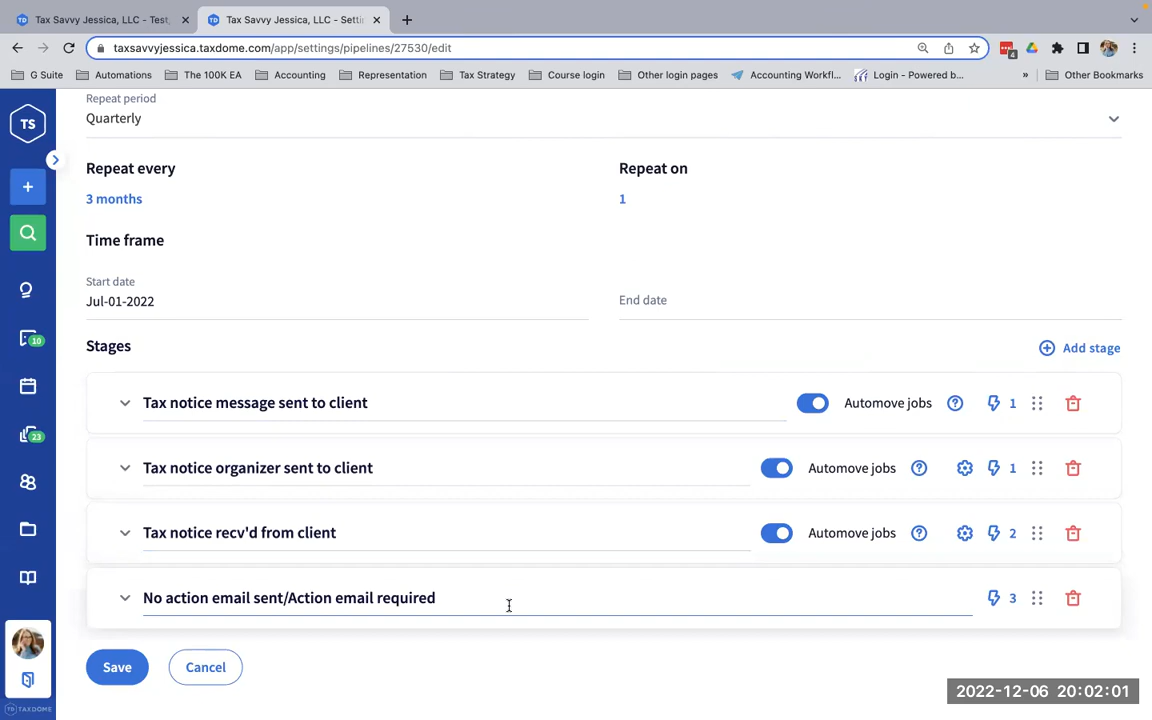 Tax Savvy Jessica, LLC - Test,
Tax Savvy Jessica, LLC - Setti
taxsavvyjessica.taxdome.com/app/settings/pipelines/27530/edit
4
G Suite
Automations
The 100K EA
Accounting
Representation
Tax Strategy
Course login
Other login pages
Accounting Workfl...
Login - Powered b...
»
Other Bookmarks
TS
Repeat period
Quarterly
Repeat every
Repeat on
3 months
1
Time frame
Start date
Jul-01-2022
End date
Stages
Add stage
10
Tax notice message sent to client
Automove jobs
1
23
Tax notice organizer sent to client
Automove jobs
1
Tax notice recv'd from client
Automove jobs
2
No action email sent/Action email required
3
Save
Cancel
TAXDOME
2022-12-06 20:02:01